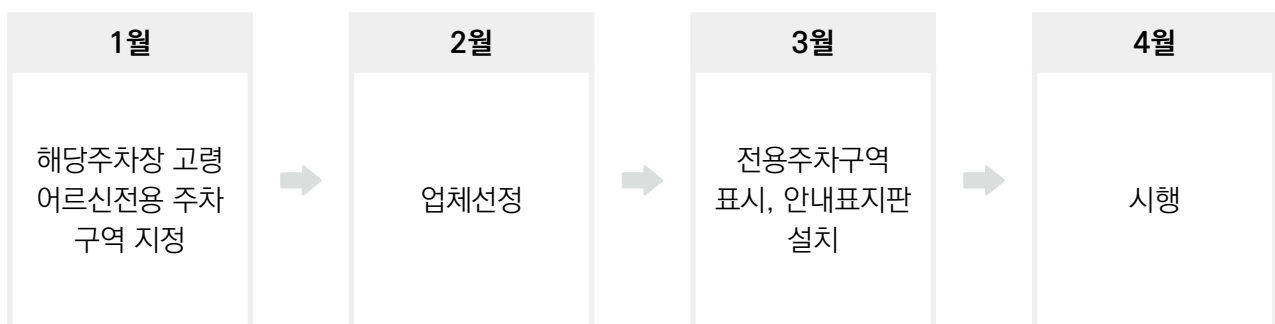 1월
해당주차장 고령
어르신전용 주차
구역 지정
2월
업체선정
3월
전용주차구역
표시, 안내표지판
설치
4월
시행